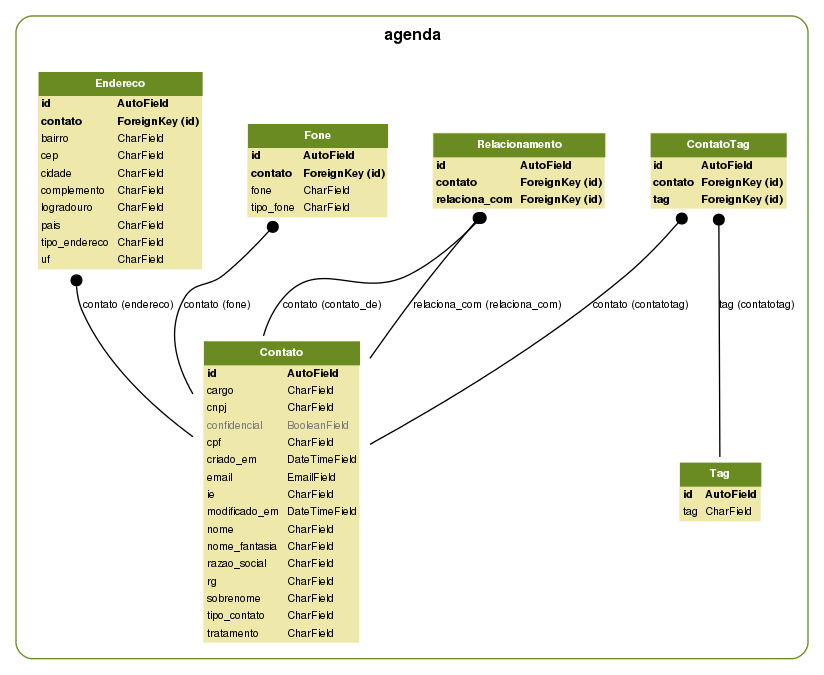 agenda
Endereco
id AutoField
contato ForeignKey (id)
bairro CharField
cep CharField
cidade CharField
complemento CharField
logradouro CharField
pais CharField
tipo_endereco CharField
uf CharField
Fone
id AutoField
contato ForeignKey (id)
fone CharField
tipo_fone CharField
Relacionamento
id AutoField
contato ForeignKey (id)
relaciona_com ForeignKey (id)
ContatoTag
id AutoField
contato ForeignKey (id)
tag ForeignKey (id)
contato (endereco)
contato (fone)
contato (contato_de)
relaciona_com (relaciona_com)
contato (contatotag)
tag (contatotag)
Contato
id AutoField
cargo CharField
cnpj CharField
confidencial BooleanField
cpf CharField
criado_em DateTimeField
email EmailField
ie CharField
modificado_em DateTimeField
nome CharField
nome_fantasia CharField
razao_social CharField
rg CharField
sobrenome CharField
tipo_contato CharField
tratamento CharField
Tag
id AutoField
tag CharField